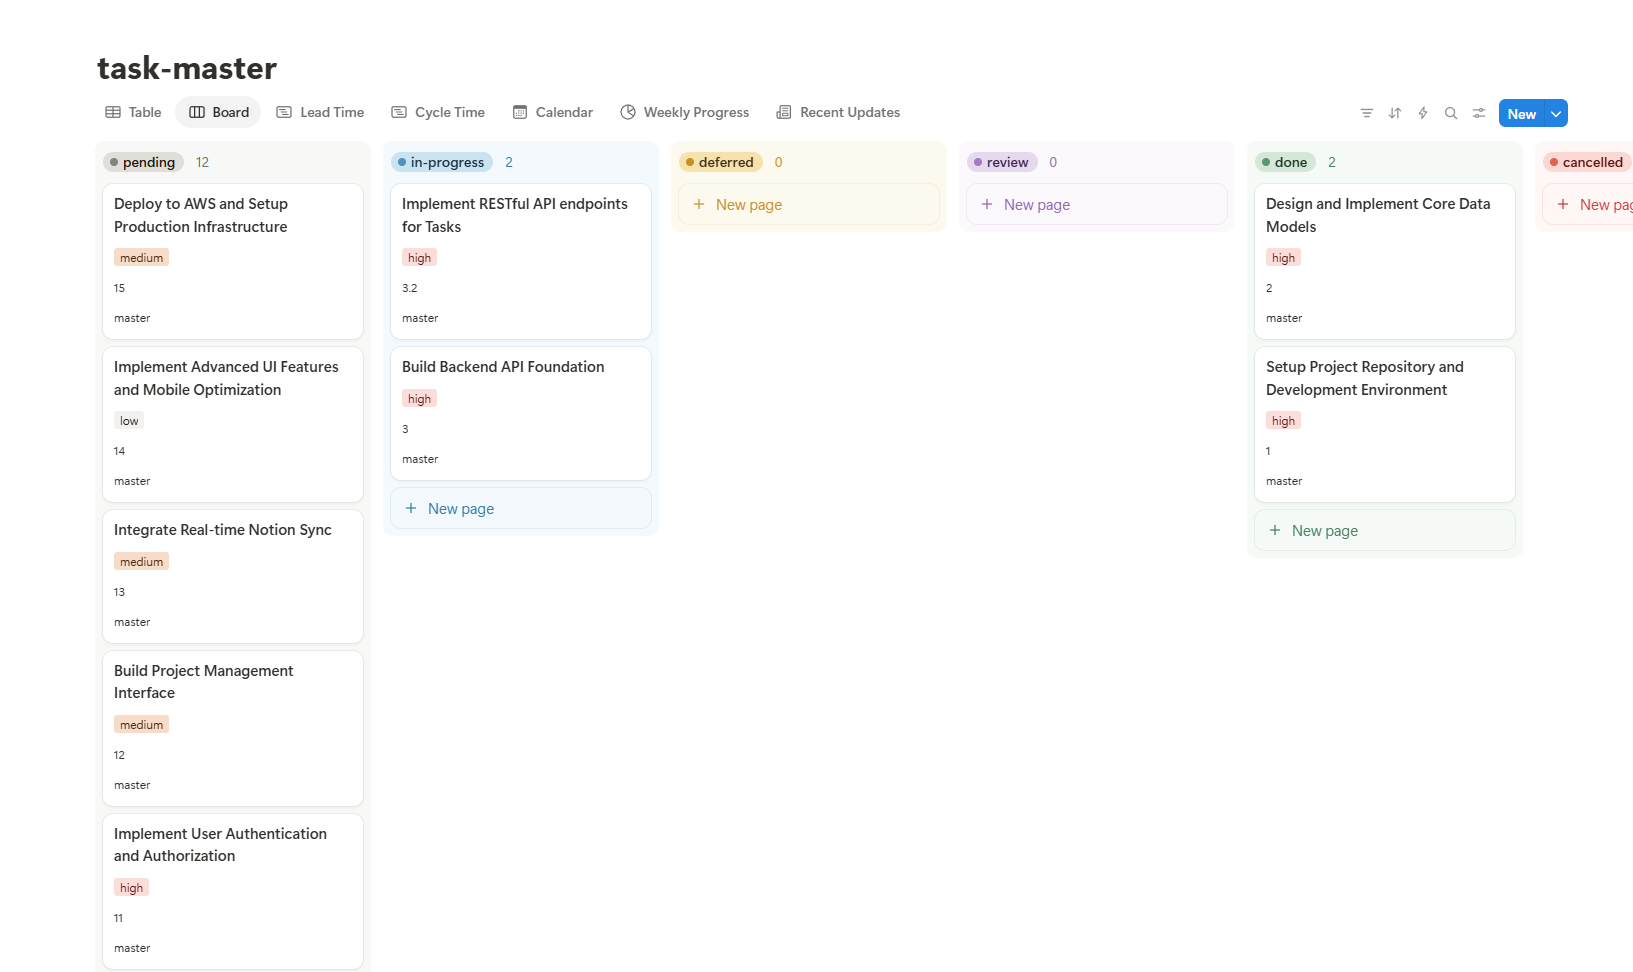 task-master
Table
Board
Lead Time
Cycle Time
Calendar
Weekly Progress
Recent Updates
New
pending 12
Deploy to AWS and Setup
Production Infrastructure
medium
15
master
Implement Advanced UI Features
and Mobile Optimization
low
14
master
Integrate Real-time Notion Sync
medium
13
master
Build Project Management
Interface
medium
12
master
Implement User Authentication
and Authorization
high
11
master
in-progress 2
Implement RESTful API endpoints
for Tasks
high
3.2
master
Build Backend API Foundation
high
3
master
+ New page
deferred 0
+ New page
review 0
+ New page
done 2
Design and Implement Core Data
Models
high
2
master
Setup Project Repository and
Development Environment
high
1
master
+ New page
cancelled
+ New pag